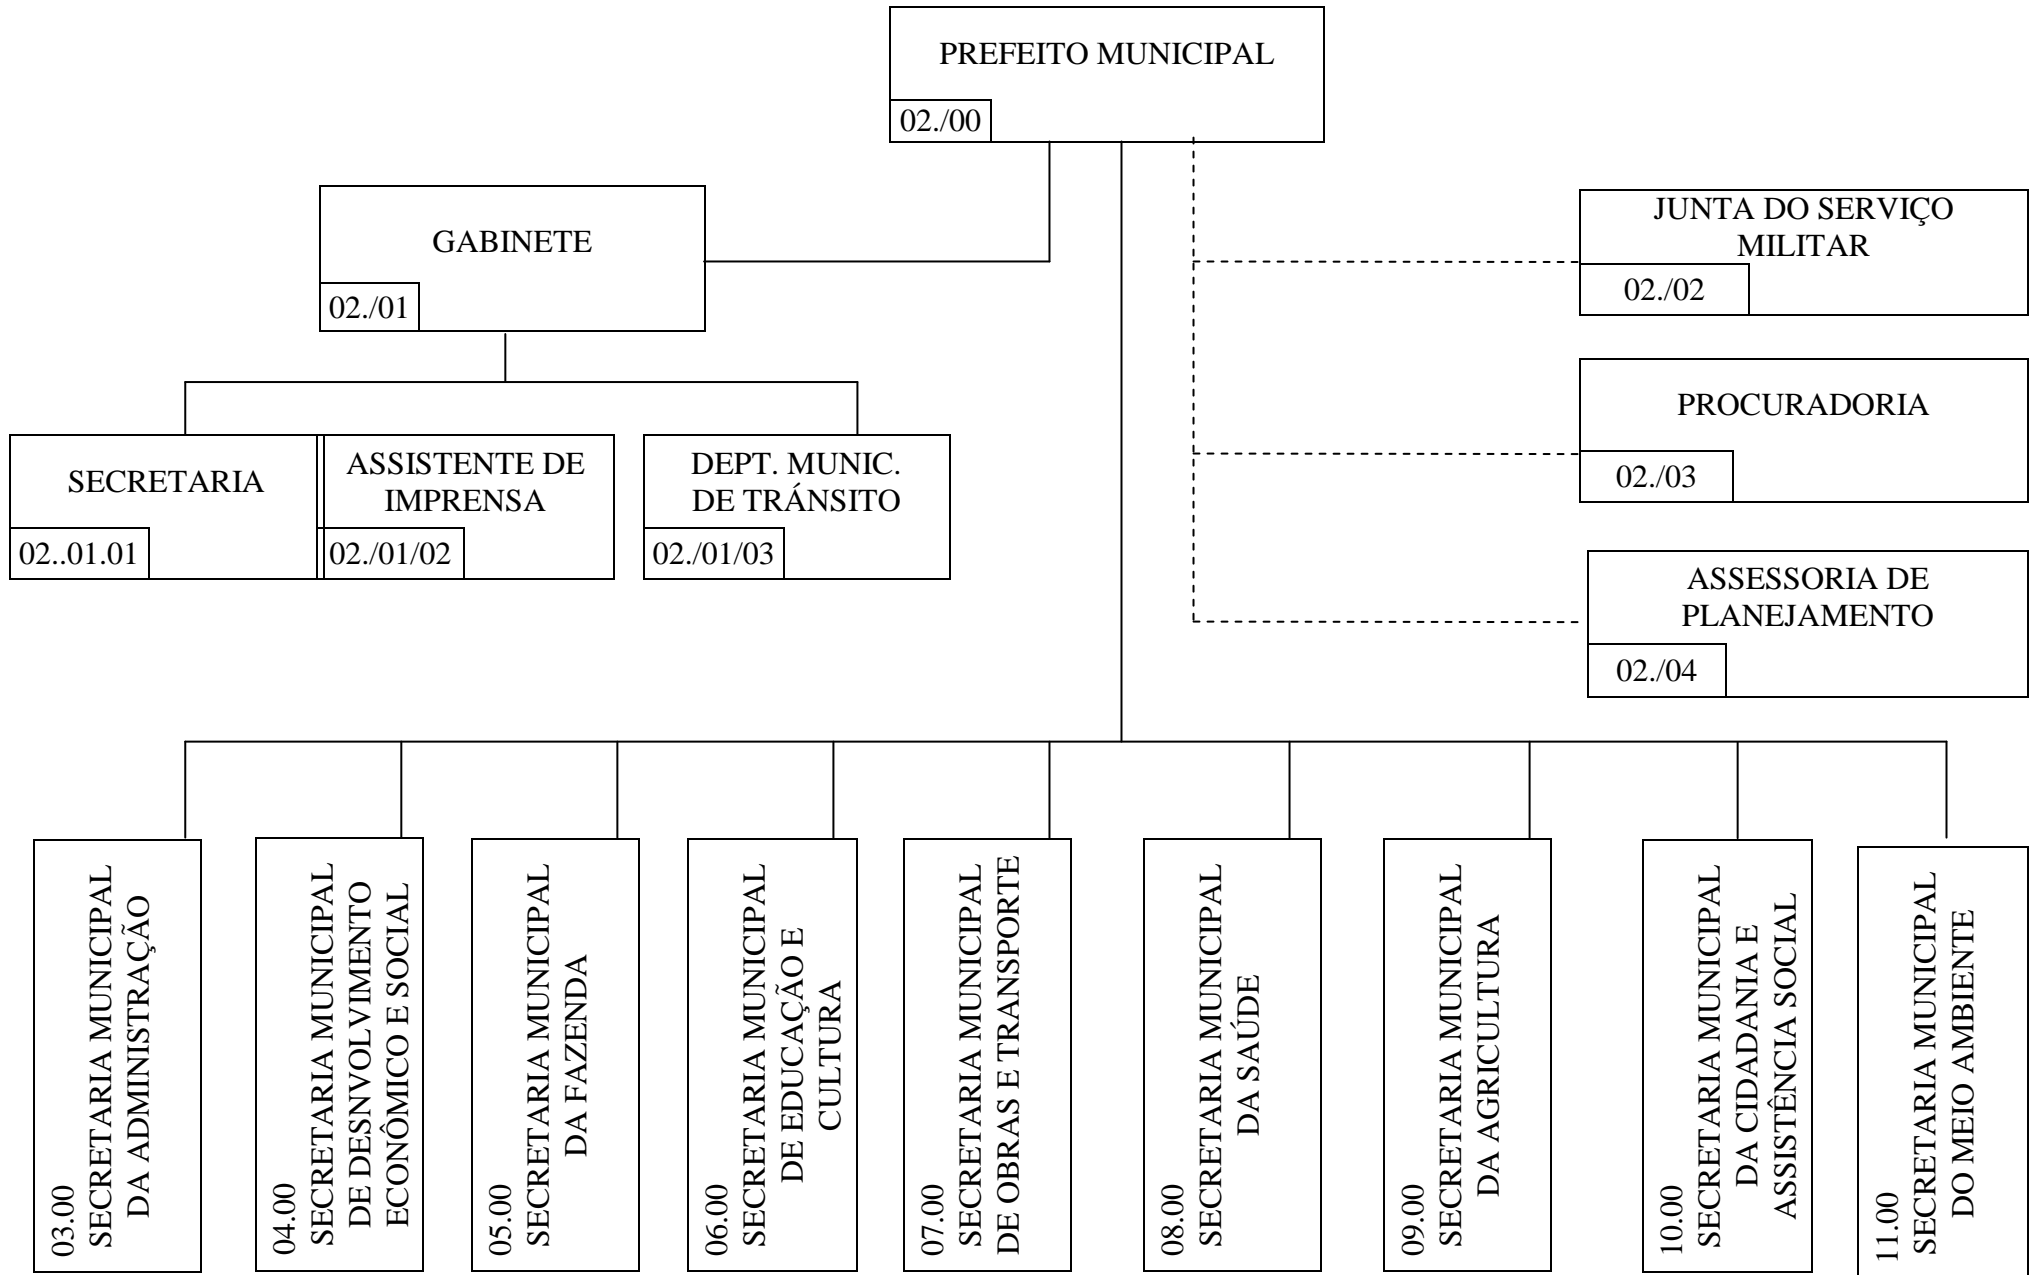 PREFEITO MUNICIPAL
02./00
GABINETE
02./01
JUNTA DO SERVIÇO
MILITAR
02./02
PROCURADORIA
02./03
SECRETARIA
02..01.01
ASSISTENTE DE
IMPRENSA
02./01/02
DEPT. MUNIC.
DE TRÁNSITO
02./01/03
ASSESSORIA DE
PLANEJAMENTO
02./04
03.00
SECRETARIA MUNICIPAL
DA ADMINISTRAÇÃO
04.00
SECRETARIA MUNICIPAL
DE DESNVOLVIMENTO
ECONÔMICO E SOCIAL
05.00
SECRETARIA MUNICIPAL
DA FAZENDA
06.00
SECRETARIA MUNICIPAL
DE EDUCAÇÃO E
CULTURA
07.00
SECRETARIA MUNICIPAL
DE OBRAS E TRANSPORTE
08.00
SECRETARIA MUNICIPAL
DA SAÚDE
09.00
SECRETARIA MUNICIPAL
DA AGRICULTURA
10.00
SECRETARIA MUNICIPAL
DA CIDADANIA E
ASSISTÊNCIA SOCIAL
11.00
SECRETARIA MUNICIPAL
DO MEIO AMBIENTE